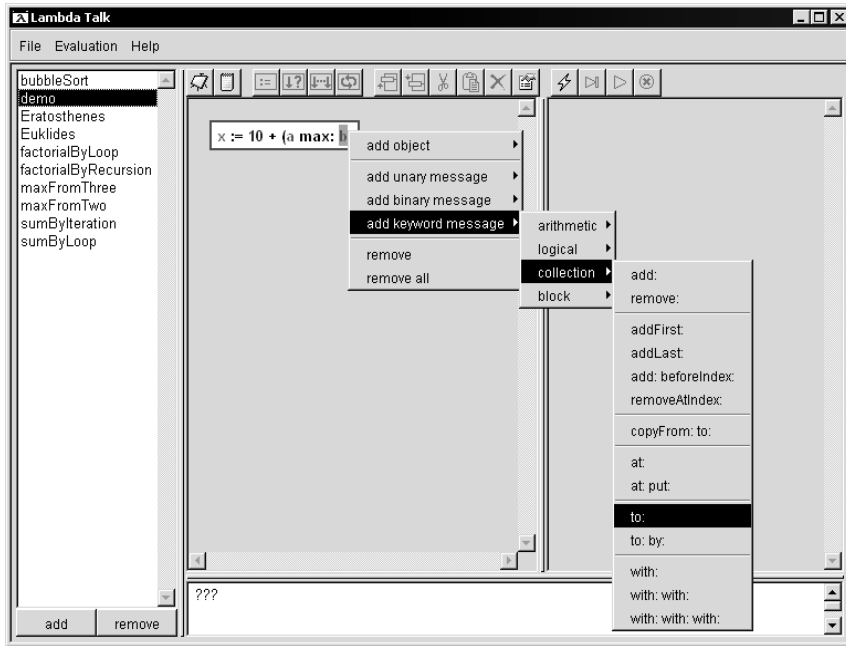 Lambda Talk
File Evaluation Help
bubbleSort
demo
Eratosthenes
Euklides
factorialByLoop
factorialByRecursion
maxFromThree
maxFromTwo
sumByIteration
sumByLoop
add remove
x := 10 + (a max: b
add object
add unary message
add binary message
add keyword message
remove
remove all
arithmetic
logical
collection
block
add:
remove:
addFirst:
addLast:
add: beforeIndex:
removeAtIndex:
copyFrom: to:
at:
at: put:
to:
to: by:
with:
with: with:
with: with: with:
???